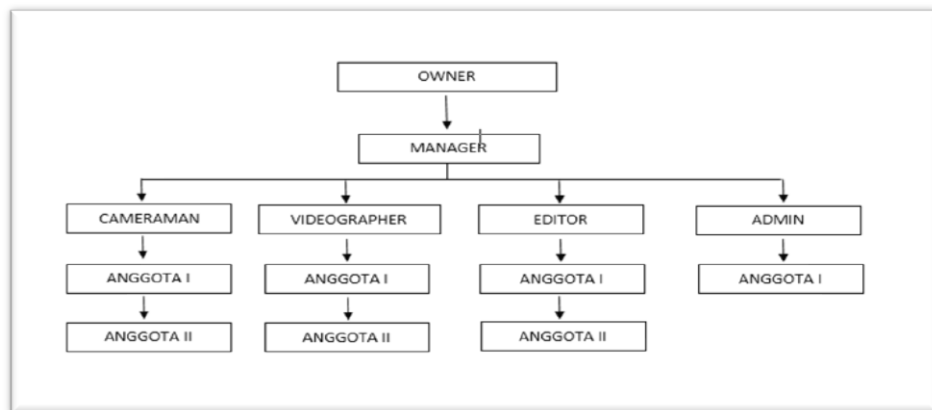 OWNER
MANAGER
CAMERAMAN VIDEOGRAPHER EDITOR ADMIN
ANGGOTA I ANGGOTA I ANGGOTA I ANGGOTA I
ANGGOTA II ANGGOTA II ANGGOTA II